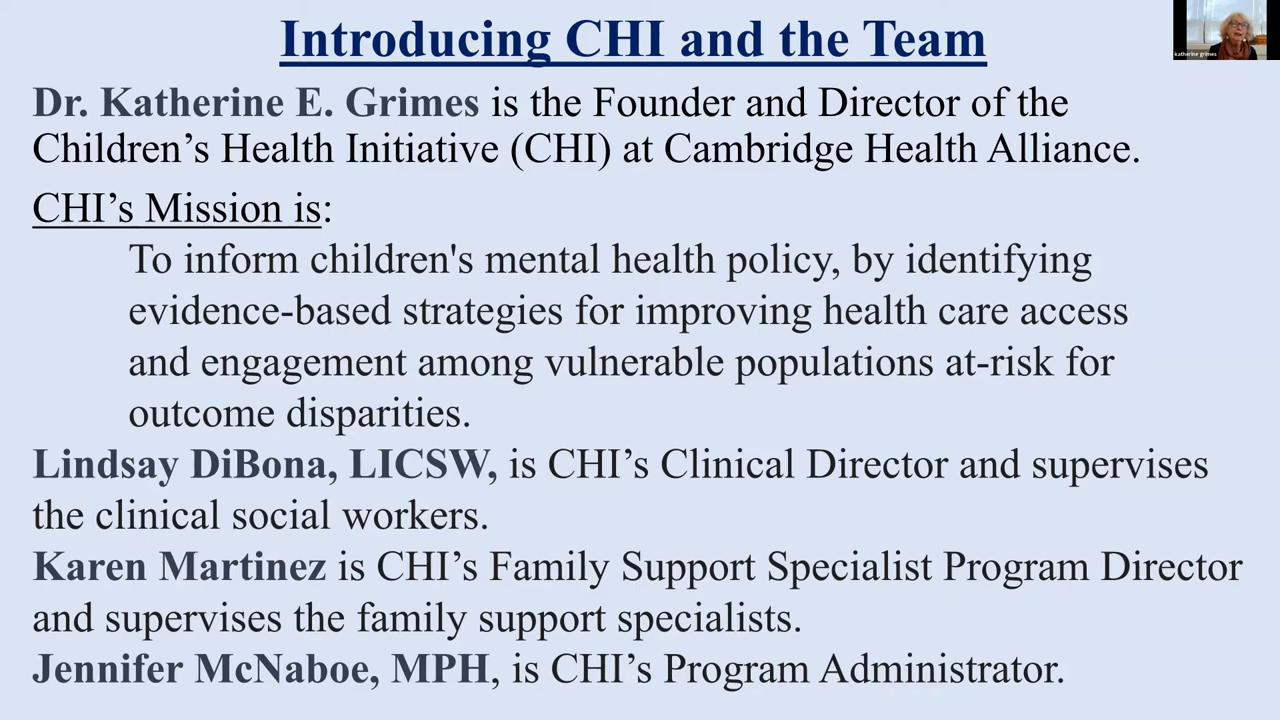 Introducing CHI and the Team
katherine grimes
Dr. Katherine E. Grimes is the Founder and Director of the
Children’s Health Initiative (CHI) at Cambridge Health Alliance.
CHI’s Mission is:
To inform children's mental health policy, by identifying
evidence-based strategies for improving health care access
and engagement among vulnerable populations at-risk for
outcome disparities.
Lindsay DiBona, LICSW, is CHI’s Clinical Director and supervises
the clinical social workers.
Karen Martinez is CHI’s Family Support Specialist Program Director
and supervises the family support specialists.
Jennifer McNaboe, MPH, is CHI’s Program Administrator.